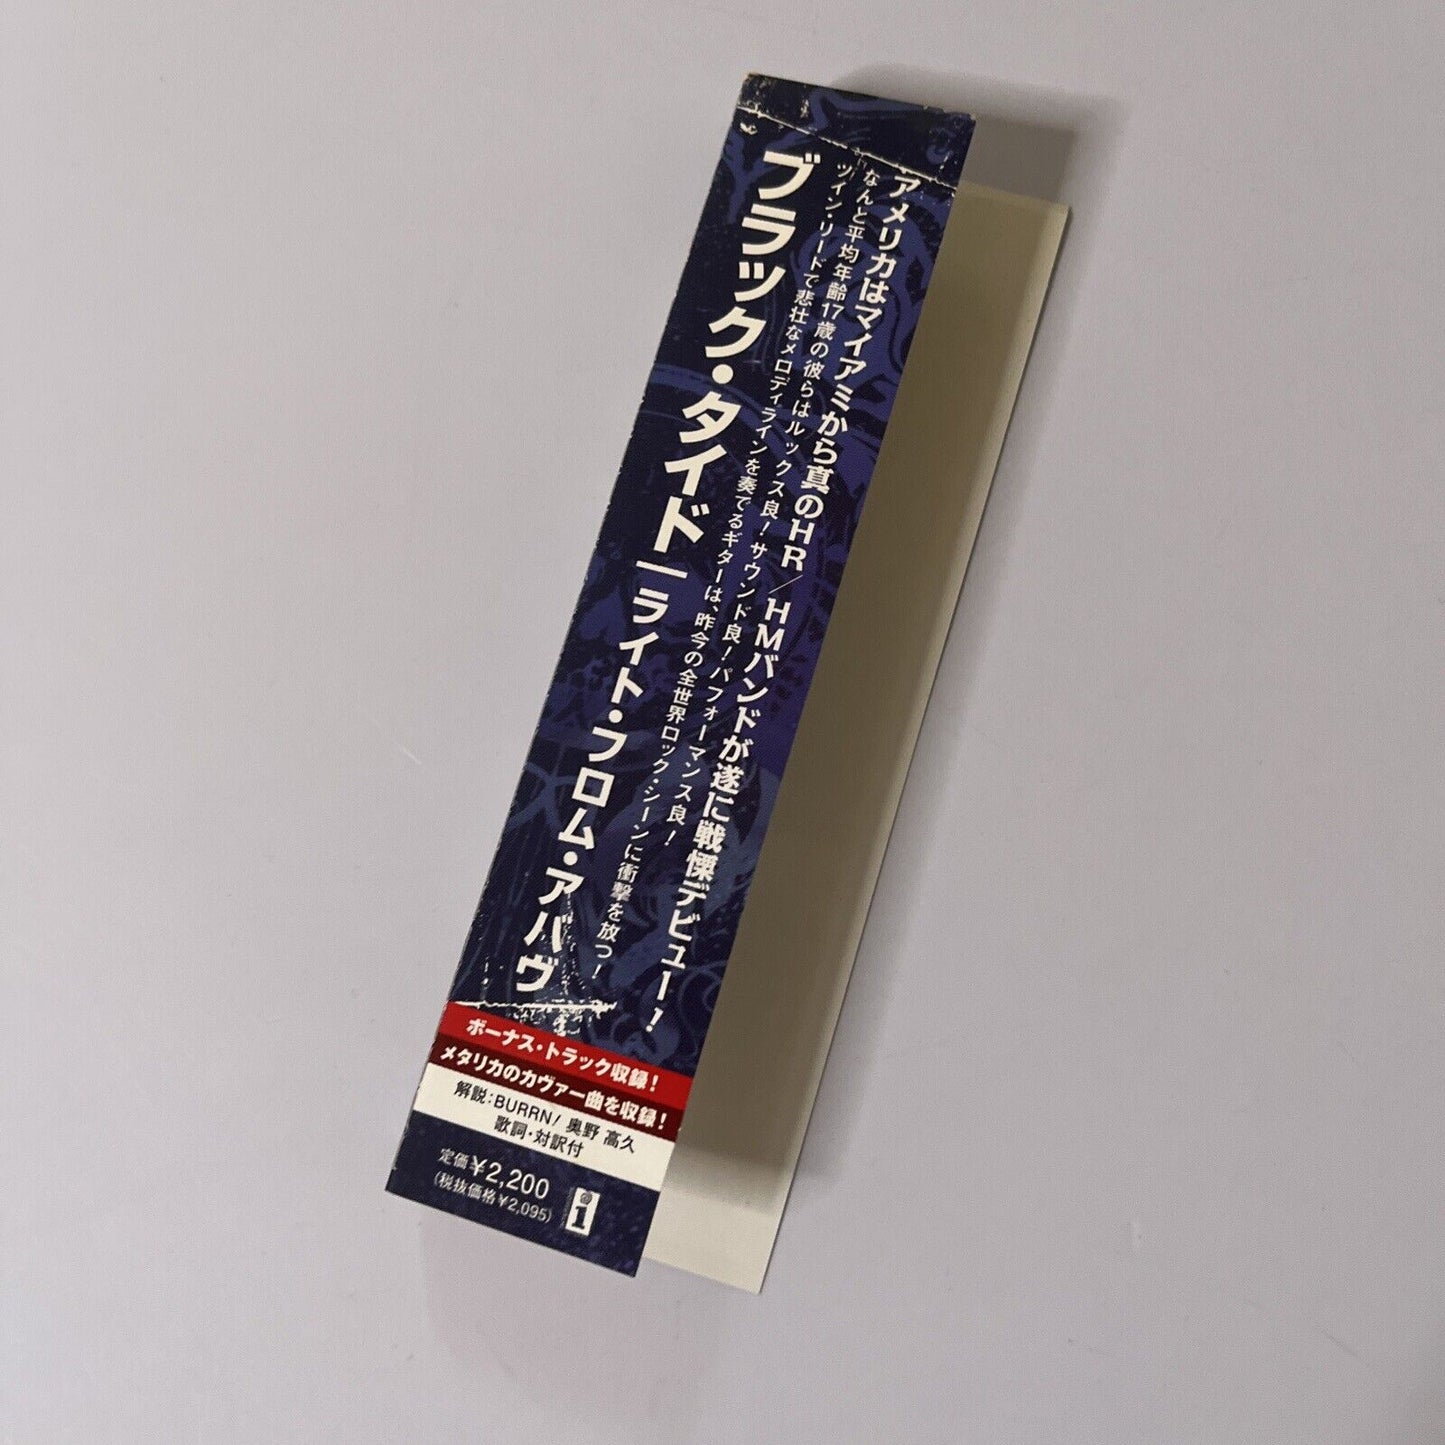 アメリカはマイアミから真のHR/HMバンドが遂に戦慄デビュー!
なんと平均年齢17歳の彼らはルックス良!サウンド良!パフォーマンス良!
ツイン・リードで悲壮なメロディラインを奏でるギターは、昨今の全世界ロック・シーンに衝撃を放つ!
ブラック・タイド|ライト・フロム・アバヴ
ボーナス・トラック収録!
メタリカのカヴァー曲を収録!
解説:BURRN! 奥野 高久
歌詞・対訳付
定価¥2,200
(税抜価格¥2,095)
i